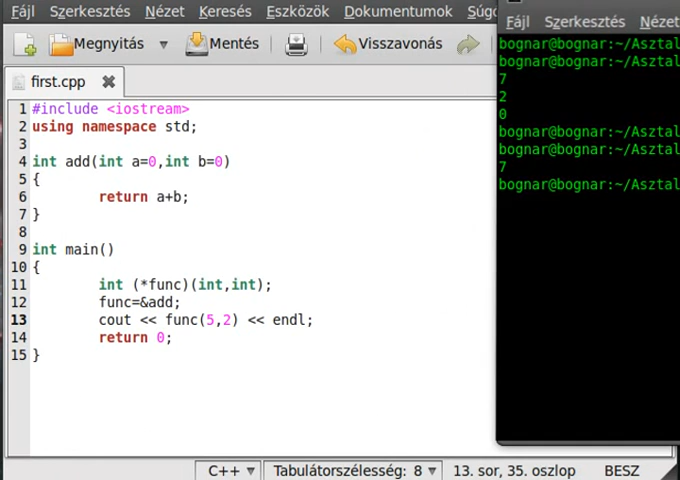 Fájl Szerkesztés Nézet Keresés Eszközök Dokumentumok
Megnyitás Mentés Visszavonás
first.cpp
1 #include <iostream>
2 using namespace std;
3
4 int add(int a=0,int b=0)
5 {
6 return a+b;
7 }
8
9 int main()
10 {
11 int (*func)(int,int);
12 func=&add;
13 cout << func(5,2) << endl;
14 return 0;
15 }
C++ Tabulátorszélesség: 8 13. sor, 35. oszlop BESZ
Fájl Szerkesztés Nézet
bognar@bognar:~/Asztal
bognar@bognar:~/Asztal
7
2
0
bognar@bognar:~/Asztal
bognar@bognar:~/Asztal
7
bognar@bognar:~/Asztal